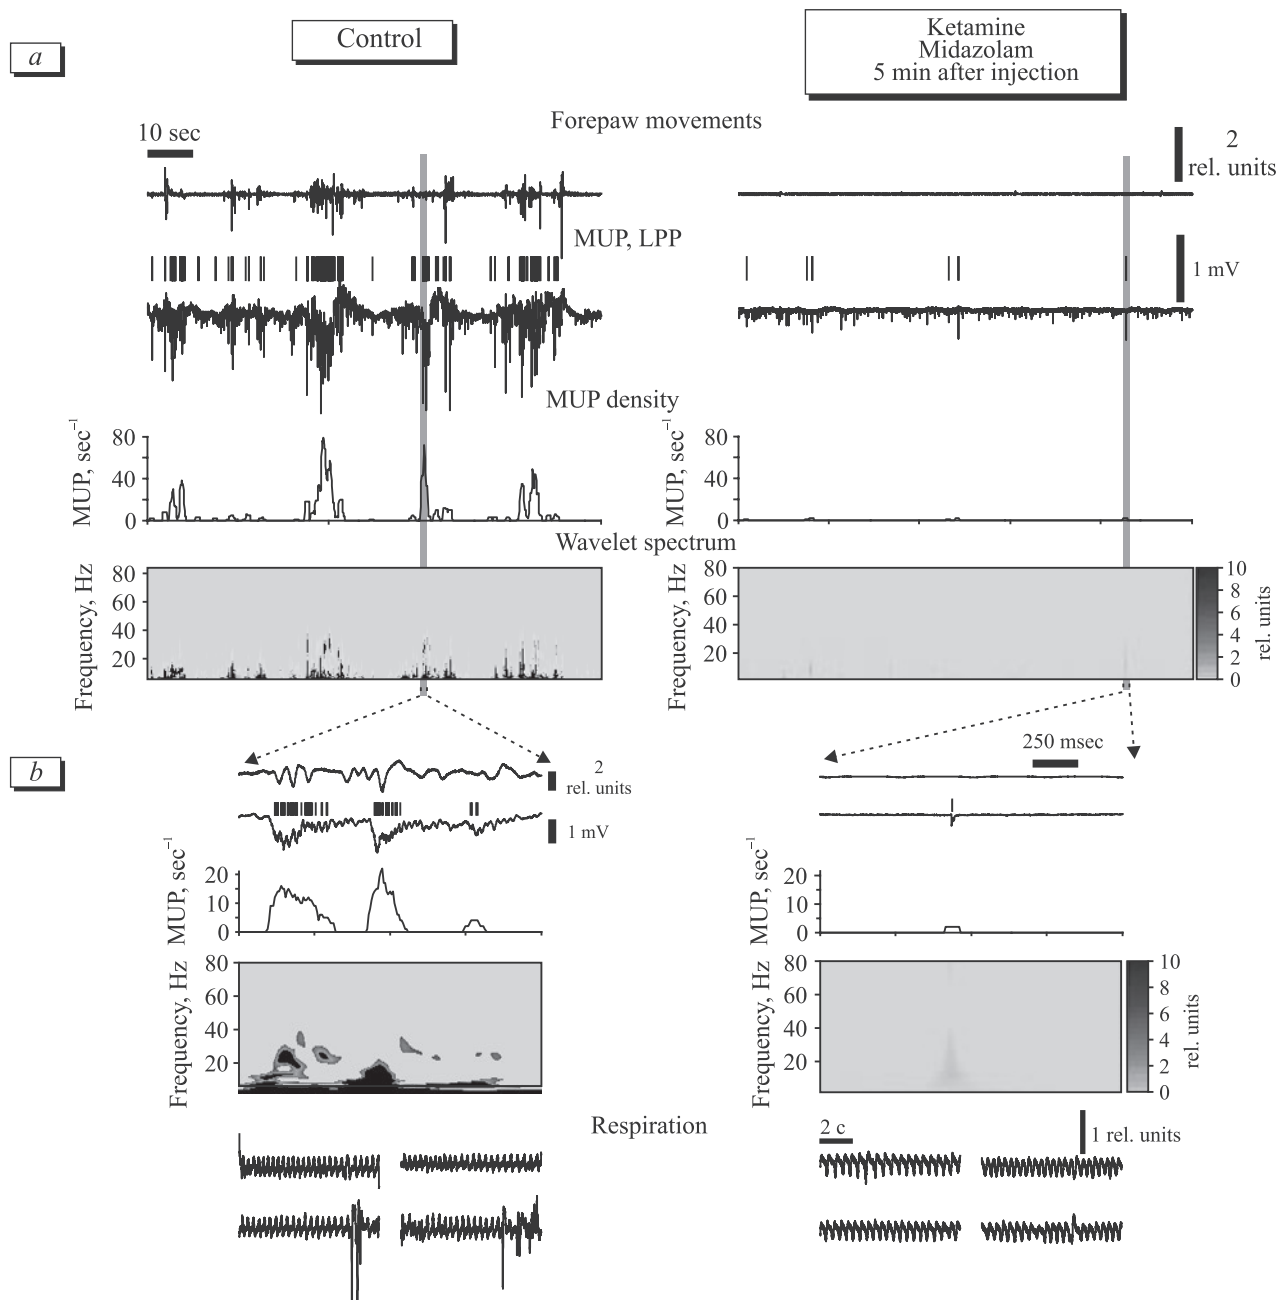 a
Control
Ketamine
Midazolam
5 min after injection
Forepaw movements
10 sec
2
rel. units
MUP, LPP
1 mV
MUP density
MUP, sec⁻¹
80
40
0
MUP, sec⁻¹
80
40
0
Wavelet spectrum
Frequency, Hz
80
60
40
20
Frequency, Hz
80
60
40
20
10
8
6
4
2
0
rel. units
b
2
rel. units
1 mV
250 msec
MUP, sec⁻¹
20
10
0
MUP, sec⁻¹
20
10
0
Frequency, Hz
80
60
40
20
Frequency, Hz
80
60
40
20
10
8
6
4
2
0
rel. units
Respiration
2 c
1 rel. units